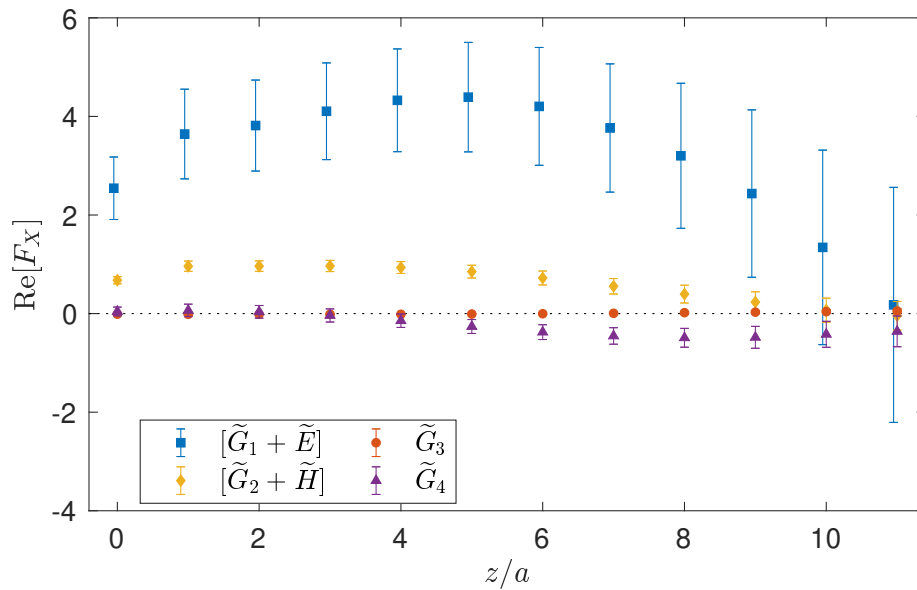 6
4
2
0
-2
-4
Re[F_X]
[G̃_1 + Ẽ]
G̃_3
[G̃_2 + H̃]
G̃_4
0 2 4 6 8 10
z/a